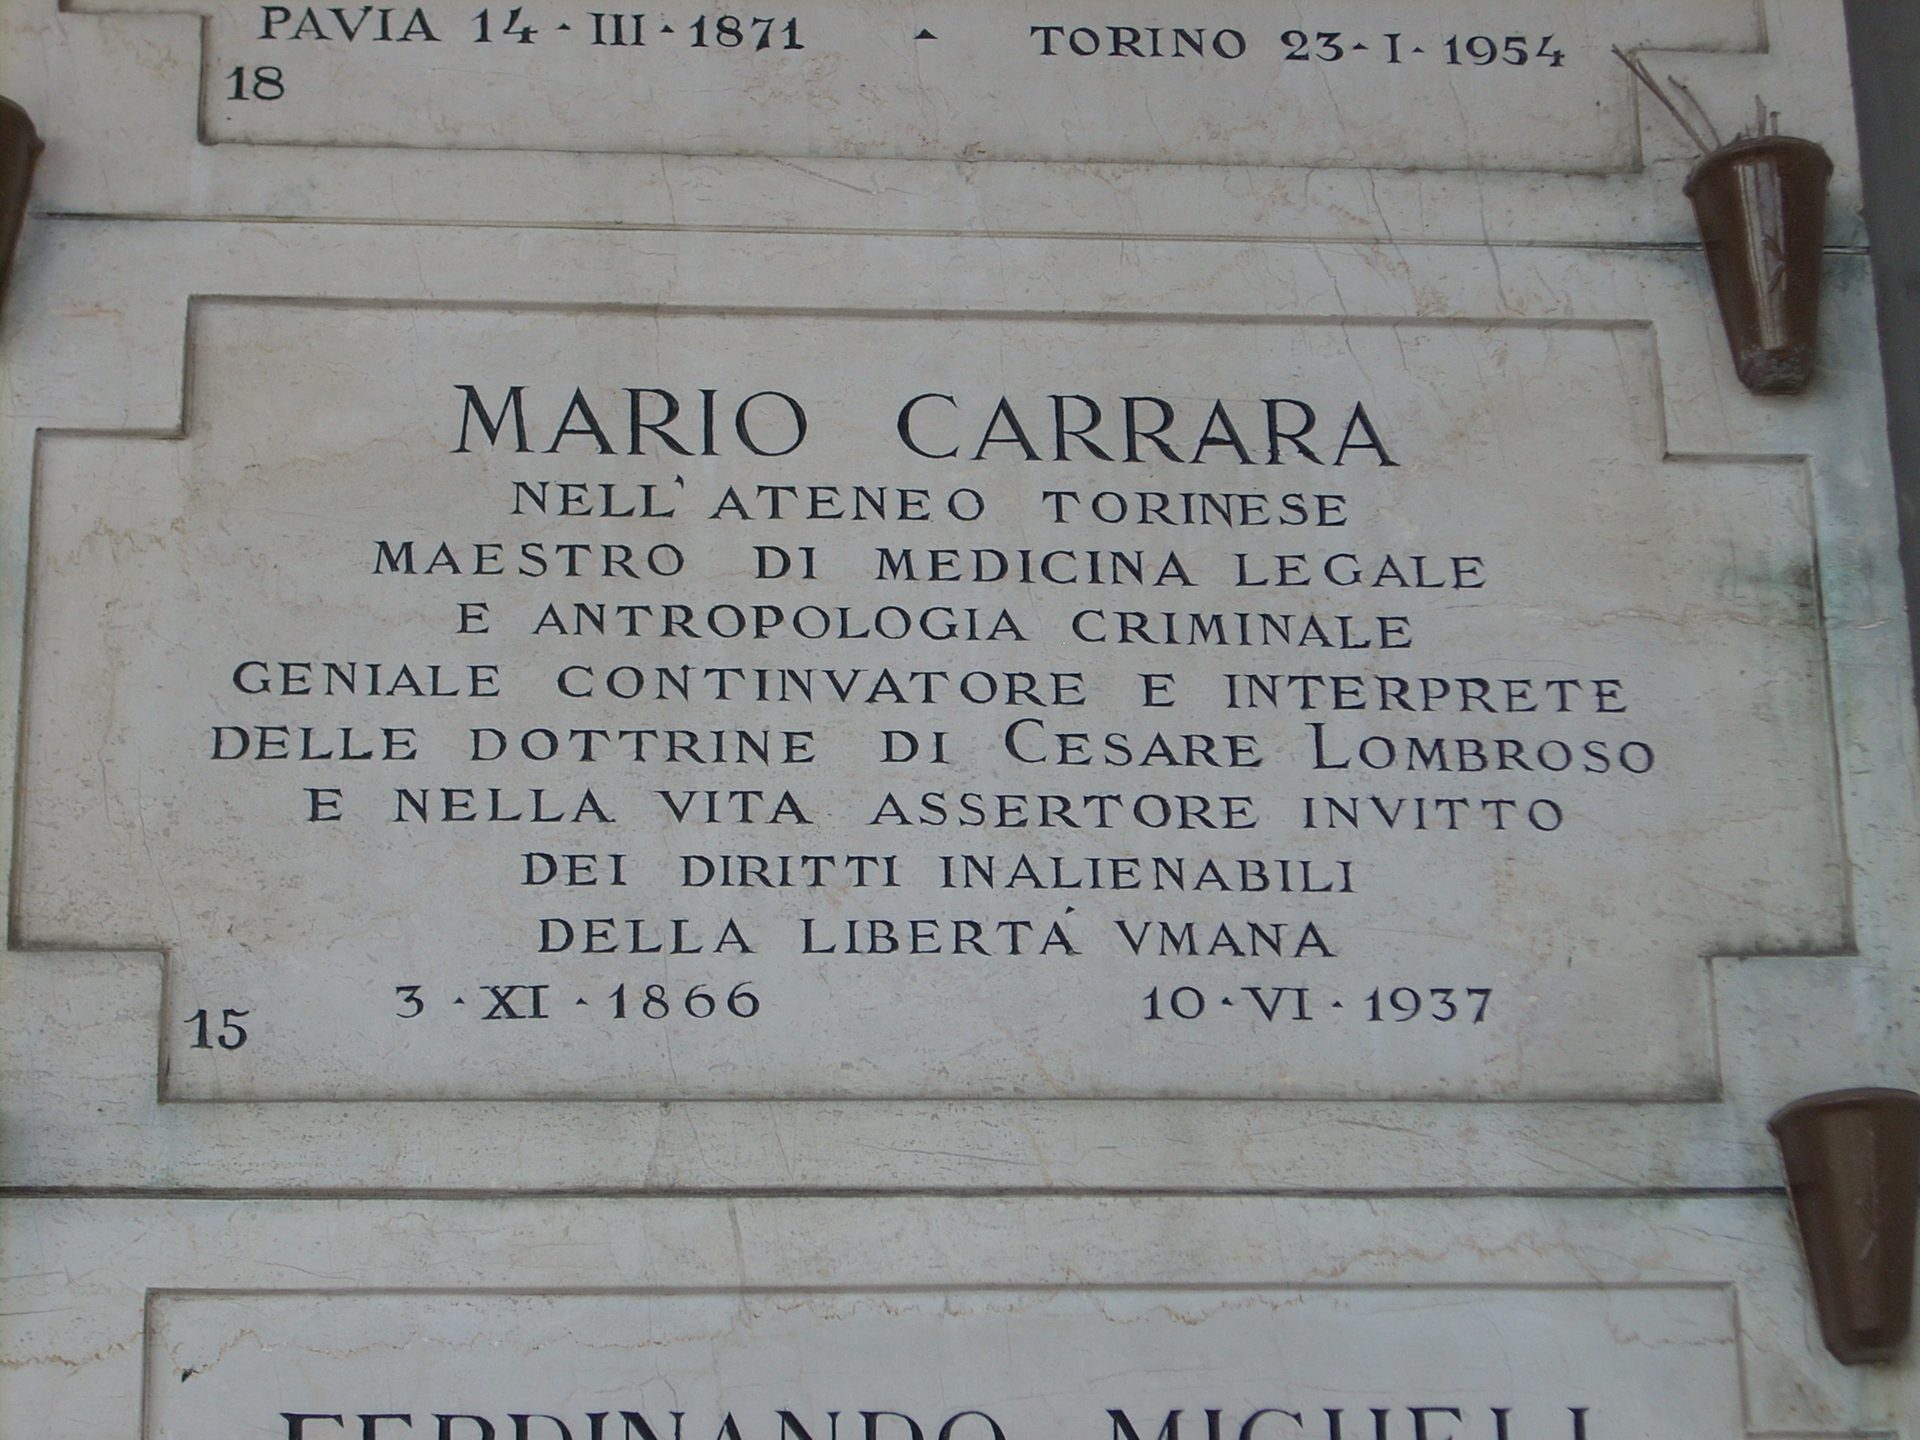 PAVIA 14 · III · 1871 · TORINO 23 · I · 1954
18
MARIO CARRARA
NELL' ATENEO TORINESE
MAESTRO DI MEDICINA LEGALE
E ANTROPOLOGIA CRIMINALE
GENIALE CONTINVATORE E INTERPRETE
DELLE DOTTRINE DI CESARE LOMBROSO
E NELLA VITA ASSERTORE INVITTO
DEI DIRITTI INALIENABILI
DELLA LIBERTÁ VMANA
3 · XI · 1866 10 · VI · 1937
15
FERDINANDO MICHELI